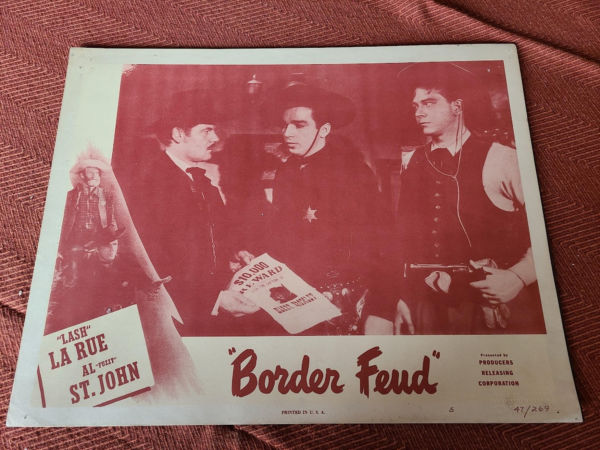 $10,000
REWARD
"LASH"
LA RUE
AL "FUZZY"
ST. JOHN
"Border Feud"
Presented by
PRODUCERS
RELEASING
CORPORATION
PRINTED IN U. S. A.
5
47/269